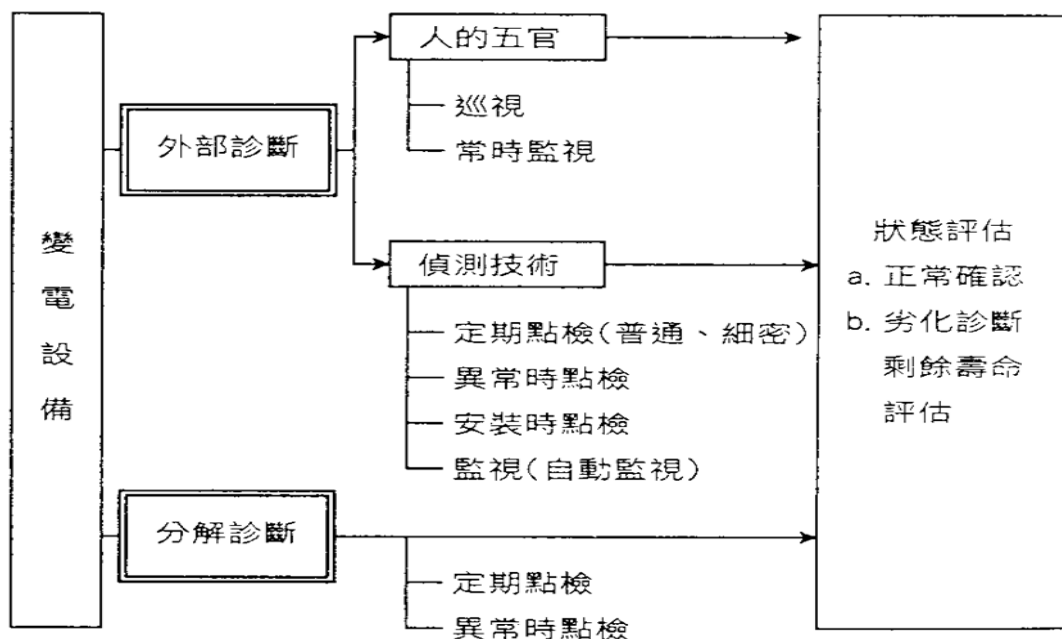 變電設備
外部診斷
人的五官
巡視
常時監視
偵測技術
定期點檢(普通、細密)
異常時點檢
安裝時點檢
監視(自動監視)
分解診斷
定期點檢
異常時點檢
狀態評估
a. 正常確認
b. 劣化診斷
剩餘壽命
評估